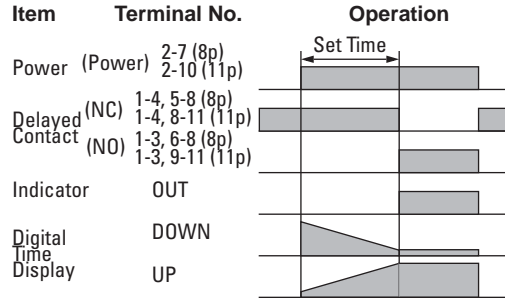 Item Terminal No. Operation
Set Time
Power (Power) 2-7 (8p)
2-10 (11p)
Delayed Contact (NC) 1-4, 5-8 (8p)
1-4, 8-11 (11p)
(NO) 1-3, 6-8 (8p)
1-3, 9-11 (11p)
Indicator OUT
Digital Time Display DOWN
UP